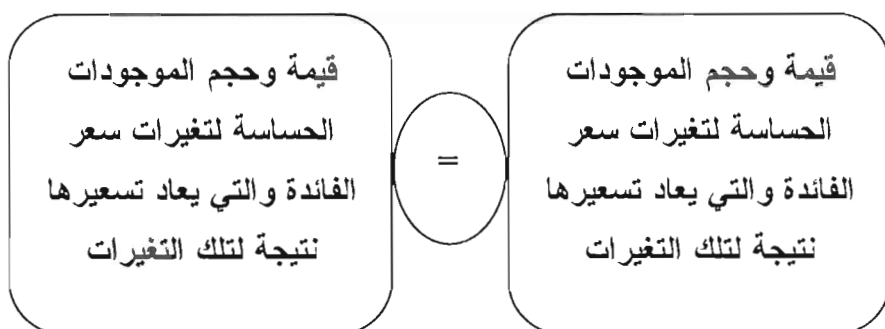 قيمة وحجم الموجودات
الحساسة لتغيرات سعر
الفائدة والتي يعاد تسعيرها
نتيجة لتلك التغيرات
=
قيمة وحجم الموجودات
الحساسة لتغيرات سعر
الفائدة والتي يعاد تسعيرها
نتيجة لتلك التغيرات